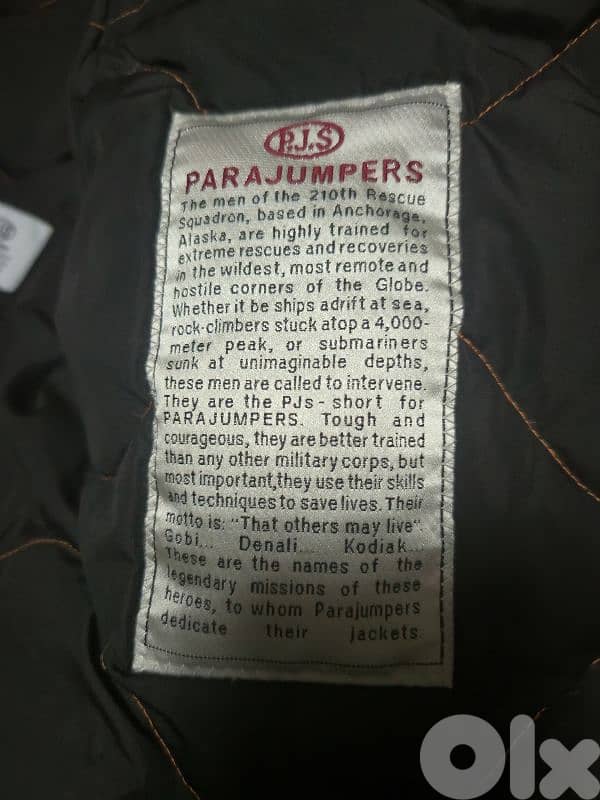 P.J.S
PARAJUMPERS
The men of the 210th Rescue
Squadron, based in Anchorage,
Alaska, are highly trained for
extreme rescues and recoveries
in the wildest, most remote and
hostile corners of the Globe.
Whether it be ships adrift at sea,
rock-climbers stuck atop a 4,000-
meter peak, or submariners
sunk at unimaginable depths,
these men are called to intervene.
They are the PJs - short for
PARAJUMPERS. Tough and
courageous, they are better trained
than any other military corps, but
most important,they use their skills
and techniques to save lives. Their
motto is: "That others may live".
Gobi... Denali... Kodiak...
These are the names of the
legendary missions of these
heroes, to whom Parajumpers
dedicate their jackets.
Olx